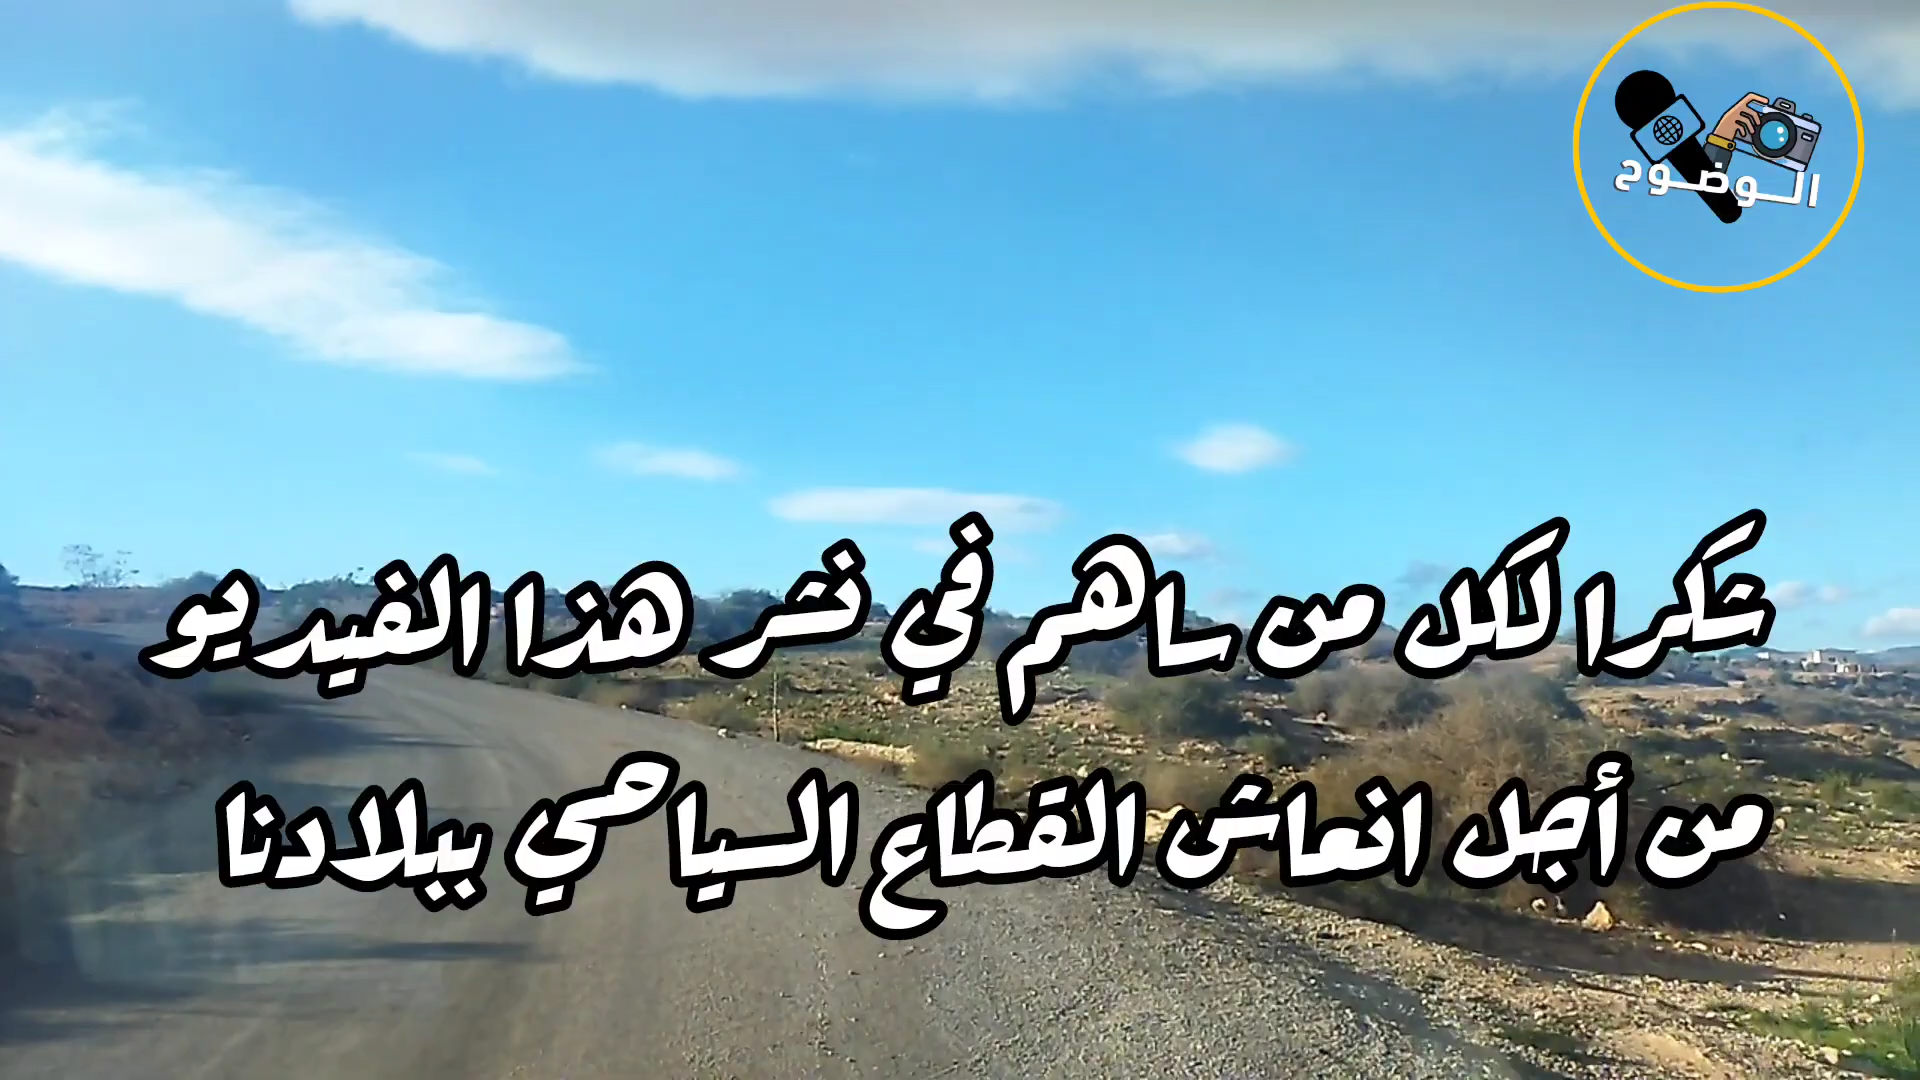 الوضوح
شكرا لكل من ساهم في نشر هذا الفيديو
من أجل انعاش القطاع السياحي ببلادنا